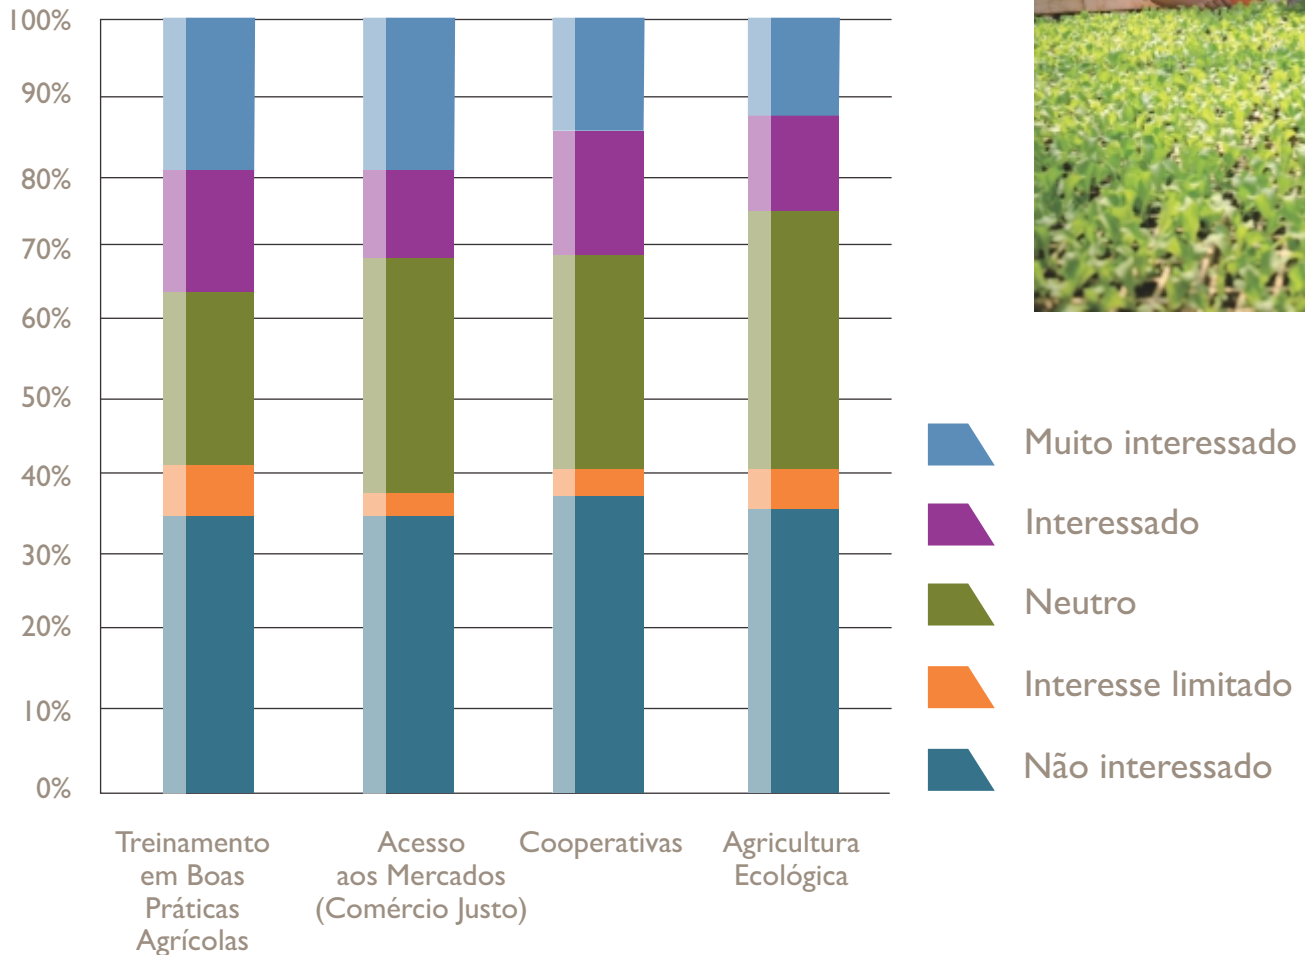 100%
90%
80%
70%
60%
50%
40%
30%
20%
10%
0%
Treinamento
em Boas
Práticas
Agrícolas
Acesso
aos Mercados
(Comércio Justo)
Cooperativas
Agricultura
Ecológica
Muito interessado
Interessado
Neutro
Interesse limitado
Não interessado